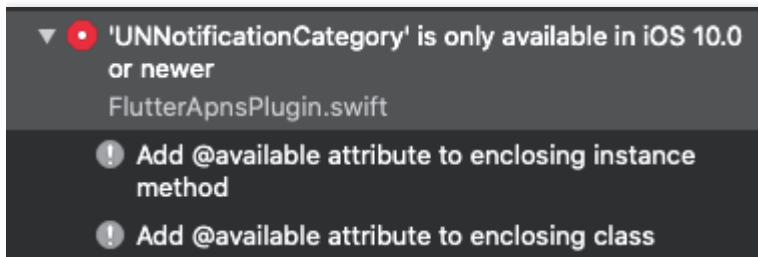 'UNNotificationCategory' is only available in iOS 10.0
or newer
FlutterApnsPlugin.swift
Add @available attribute to enclosing instance
method
Add @available attribute to enclosing class